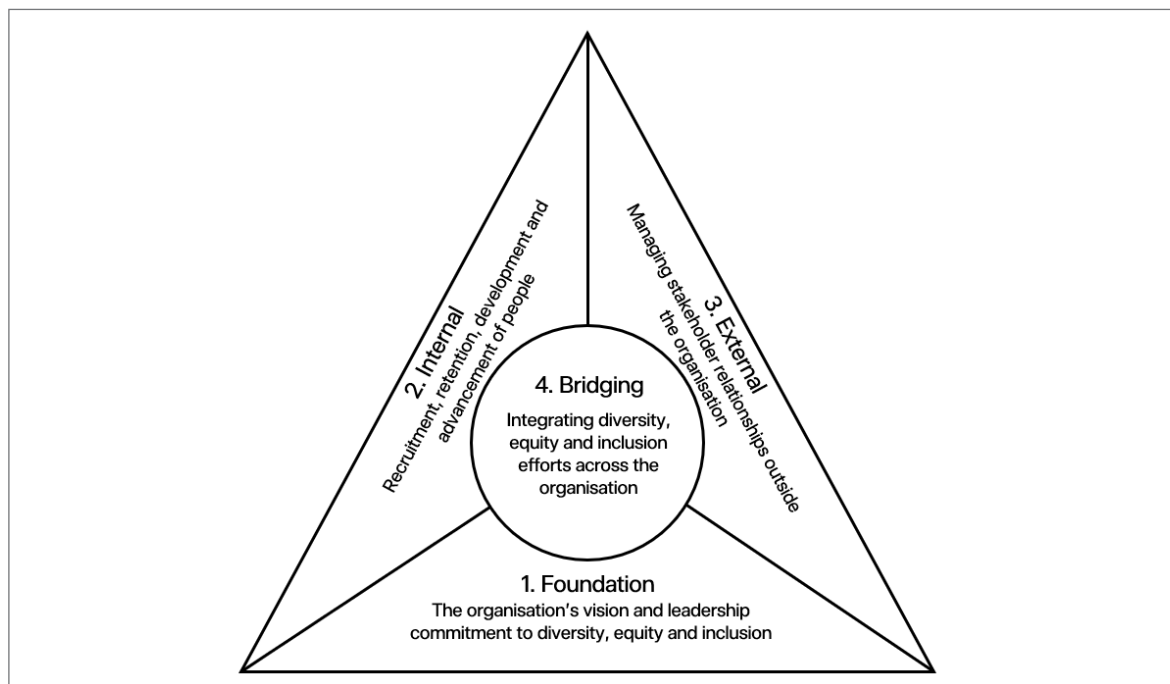 2. Internal
Recruitment, retention, development and
advancement of people
3. External
Managing stakeholder relationships outside
the organisation
4. Bridging
Integrating diversity,
equity and inclusion
efforts across the
organisation
1. Foundation
The organisation’s vision and leadership
commitment to diversity, equity and inclusion